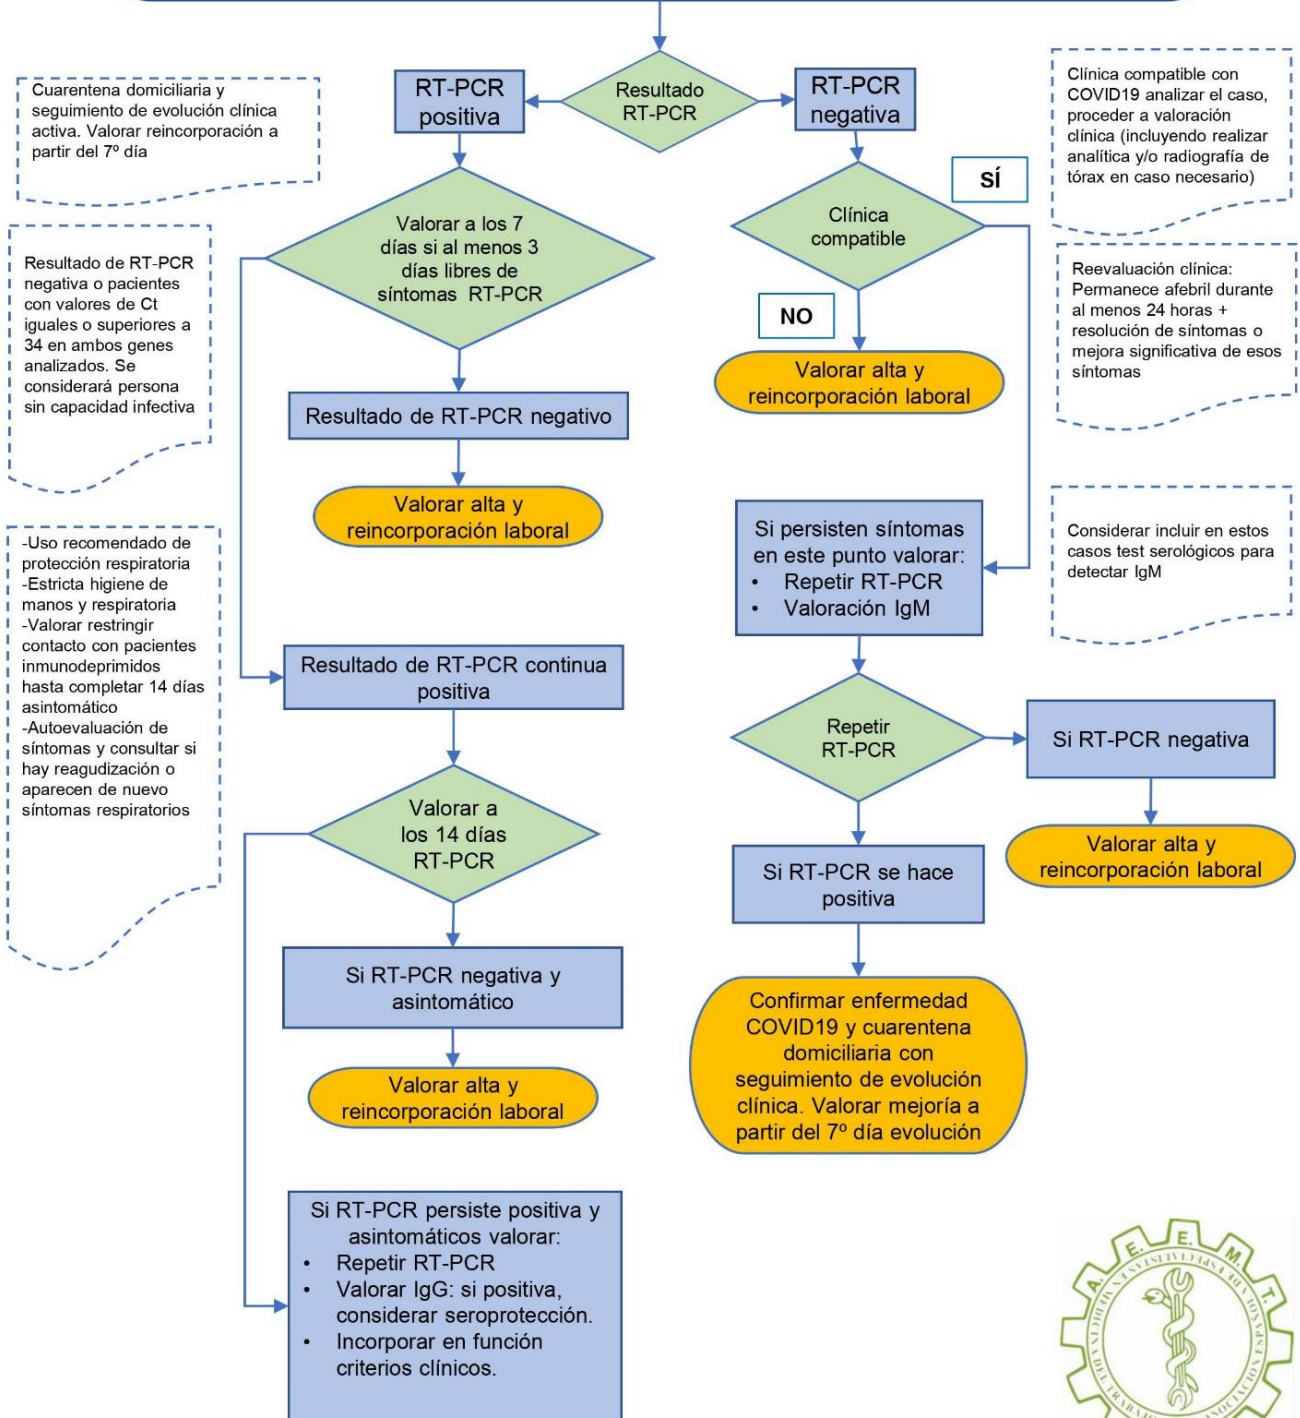 Resultado
RT-PCR
RT-PCR
positiva
RT-PCR
negativa
Cuarentena domiciliaria y
seguimiento de evolución clínica
activa. Valorar reincorporación a
partir del 7º día
Clínica compatible con
COVID19 analizar el caso,
proceder a valoración
clínica (incluyendo realizar
analítica y/o radiografía de
tórax en caso necesario)
Valorar a los 7
días si al menos 3
días libres de
síntomas RT-PCR
Clínica
compatible
SÍ
NO
Resultado de RT-PCR
negativa o pacientes
con valores de Ct
iguales o superiores a
34 en ambos genes
analizados. Se
considerará persona
sin capacidad infectiva
Reevaluación clínica:
Permanece afebril durante
al menos 24 horas +
resolución de síntomas o
mejora significativa de esos
síntomas
Valorar alta y
reincorporación laboral
Resultado de RT-PCR negativo
Valorar alta y
reincorporación laboral
Si persisten síntomas
en este punto valorar:
• Repetir RT-PCR
• Valoración IgM
Considerar incluir en estos
casos test serológicos para
detectar IgM
-Uso recomendado de
protección respiratoria
-Estricta higiene de
manos y respiratoria
-Valorar restringir
contacto con pacientes
inmunodeprimidos
hasta completar 14 días
asintomático
-Autoevaluación de
síntomas y consultar si
hay reagudización o
aparecen de nuevo
síntomas respiratorios
Resultado de RT-PCR continua
positiva
Repetir
RT-PCR
Si RT-PCR negativa
Valorar a
los 14 días
RT-PCR
Valorar alta y
reincorporación laboral
Si RT-PCR se hace
positiva
Si RT-PCR negativa y
asintomático
Confirmar enfermedad
COVID19 y cuarentena
domiciliaria con
seguimiento de evolución
clínica. Valorar mejoría a
partir del 7º día evolución
Valorar alta y
reincorporación laboral
Si RT-PCR persiste positiva y
asintomáticos valorar:
• Repetir RT-PCR
• Valorar IgG: si positiva,
considerar seroprotección.
• Incorporar en función
criterios clínicos.
A. E. E. M. T.
ASOCIACIÓN ESPAÑOLA DE ESPECIALISTAS EN MEDICINA DEL TRABAJO